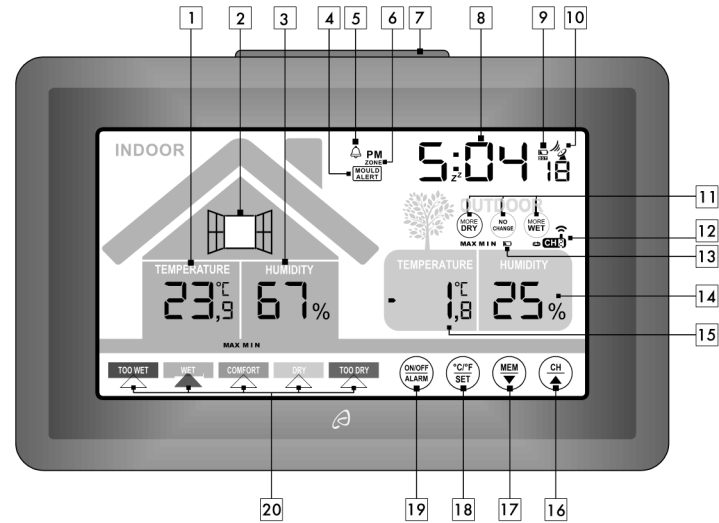 1 2 3 4 5 6 7 8 9 10
INDOOR
PM
ZONE
MOULD
ALERT
5:04
zz
18
11
OUTDOOR
MORE
DRY
NO
CHANGE
MORE
WET
12
MAX MIN
CH 8
13
TEMPERATURE HUMIDITY
23,9 °C 67%
TEMPERATURE HUMIDITY
1,8 °C 25%
14
15
MAX MIN
TOO WET WET COMFORT DRY TOO DRY
ON/OFF
ALARM
°C/°F
SET
MEM
CH
20 19 18 17 16